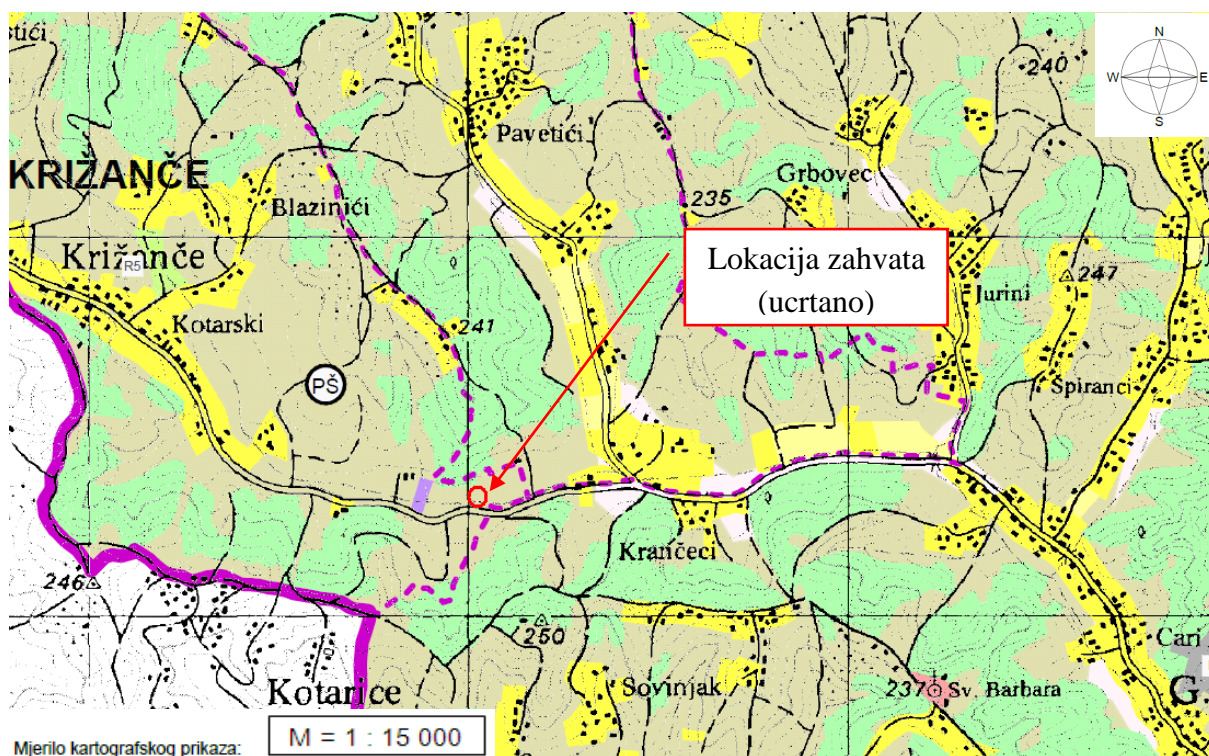 stići
N
W
E
S
240
Pavetići
Grbovec
KRIŽANČE
Blazinići
235
Križanče
R5
Lokacija zahvata
(ucrtano)
247
Jurini
Kotarski
241
Spiranci
PŠ
Krančeci
246
250
Cari
Kotarice
Sovinjak
237
Sv. Barbara
G
Mjerilo kartografskog prikaza:
M = 1 : 15 000